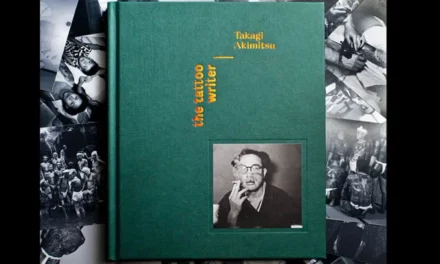 Takagi
Akimitsu
the tattoo
writer